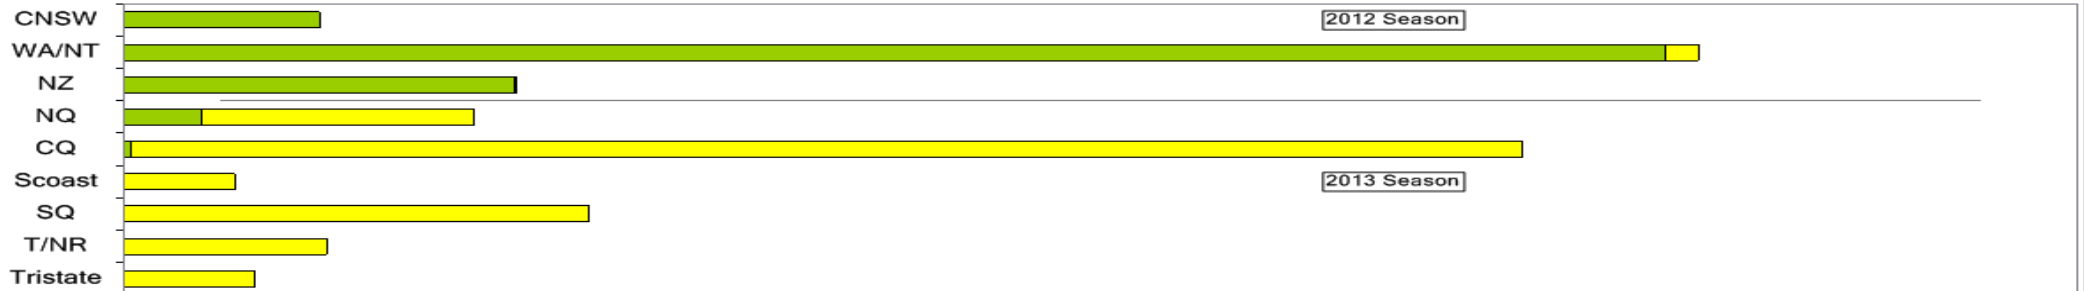 CNSW
2012 Season
WA/NT
NZ
NQ
CQ
Scoast
2013 Season
SQ
T/NR
Tristate